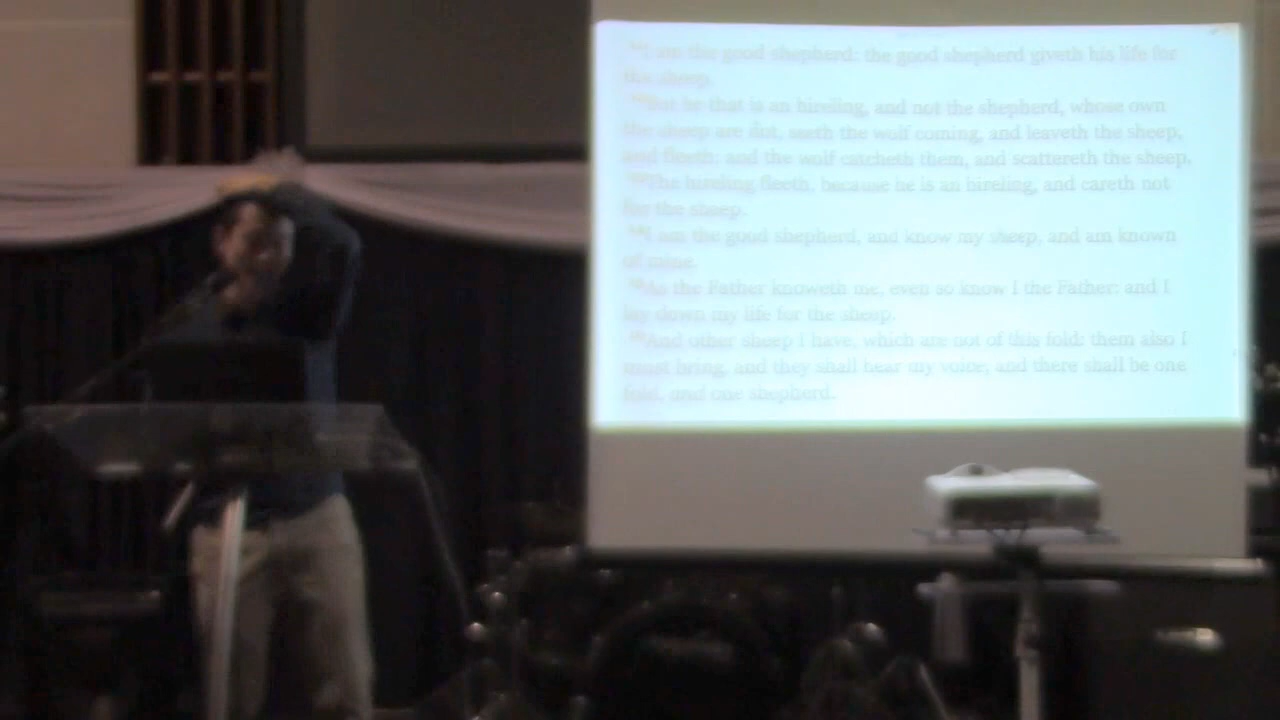 I am the good shepherd: the good shepherd giveth his life for
the sheep.
But he that is an hireling, and not the shepherd, whose own
the sheep are not, seeth the wolf coming, and leaveth the sheep,
and fleeth: and the wolf catcheth them, and scattereth the sheep.
The hireling fleeth, because he is an hireling, and careth not
for the sheep.
14 I am the good shepherd, and know my sheep, and am known
of mine.
As the Father knoweth me, even so know I the Father: and I
lay down my life for the sheep.
And other sheep I have, which are not of this fold: them also I
must bring, and they shall hear my voice; and there shall be one
fold, and one shepherd.